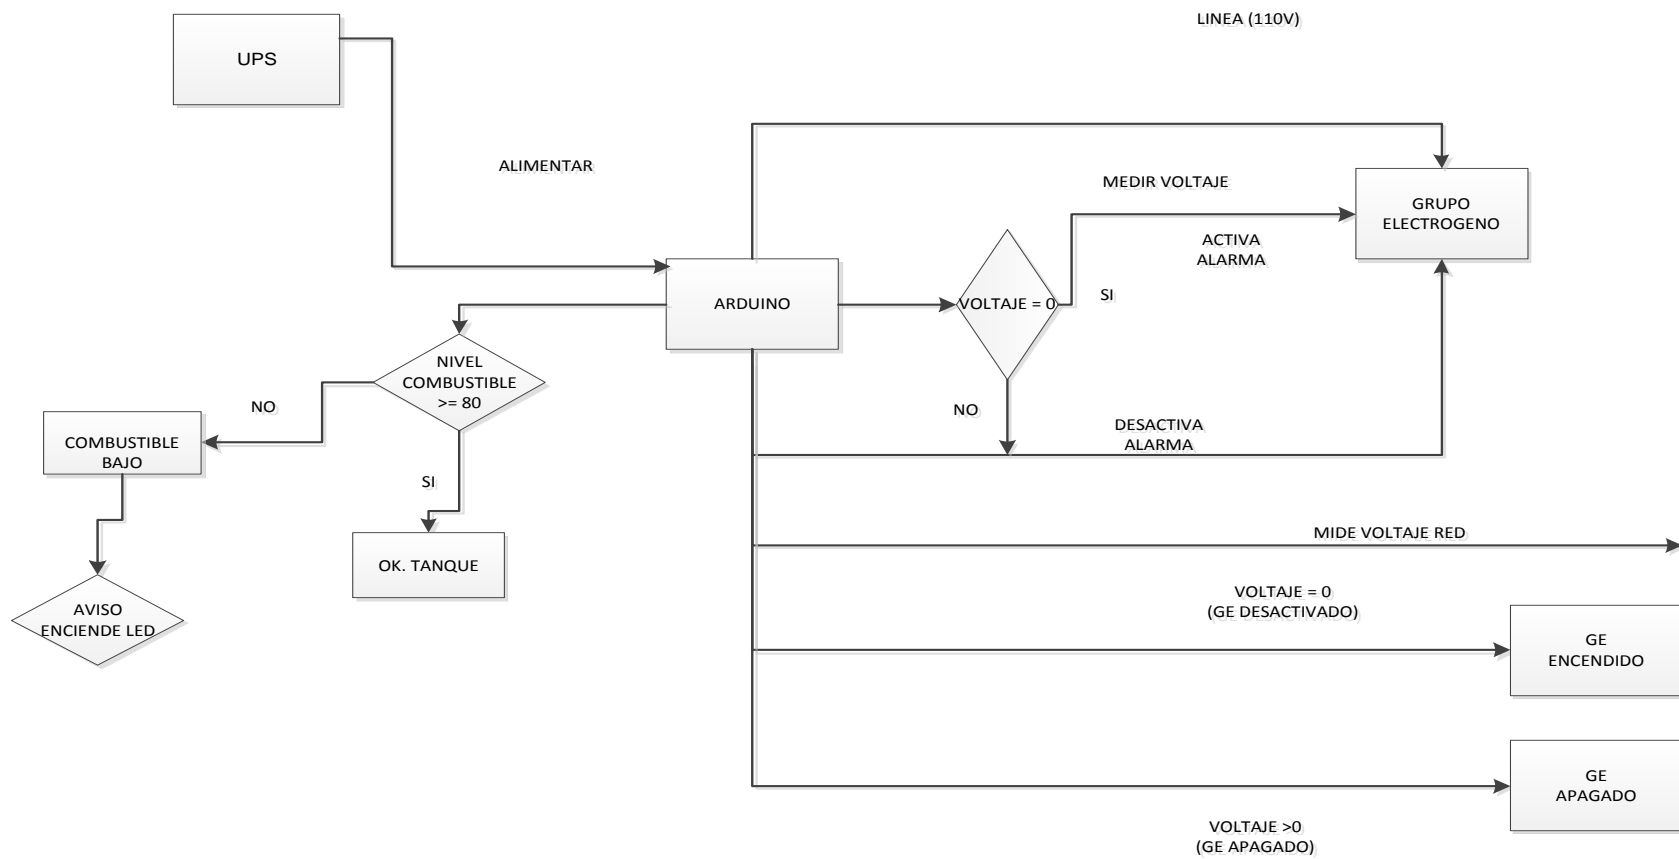 LINEA (110V)
UPS
ALIMENTAR
MEDIR VOLTAJE
GRUPO
ELECTROGENO
ACTIVA
ALARMA
ARDUINO
VOLTAJE = 0
SI
NIVEL
COMBUSTIBLE
>= 80
NO
NO
DESACTIVA
ALARMA
COMBUSTIBLE
BAJO
SI
MIDE VOLTAJE RED
OK. TANQUE
VOLTAJE = 0
(GE DESACTIVADO)
AVISO
ENCIENDE LED
GE
ENCENDIDO
GE
APAGADO
VOLTAJE >0
(GE APAGADO)